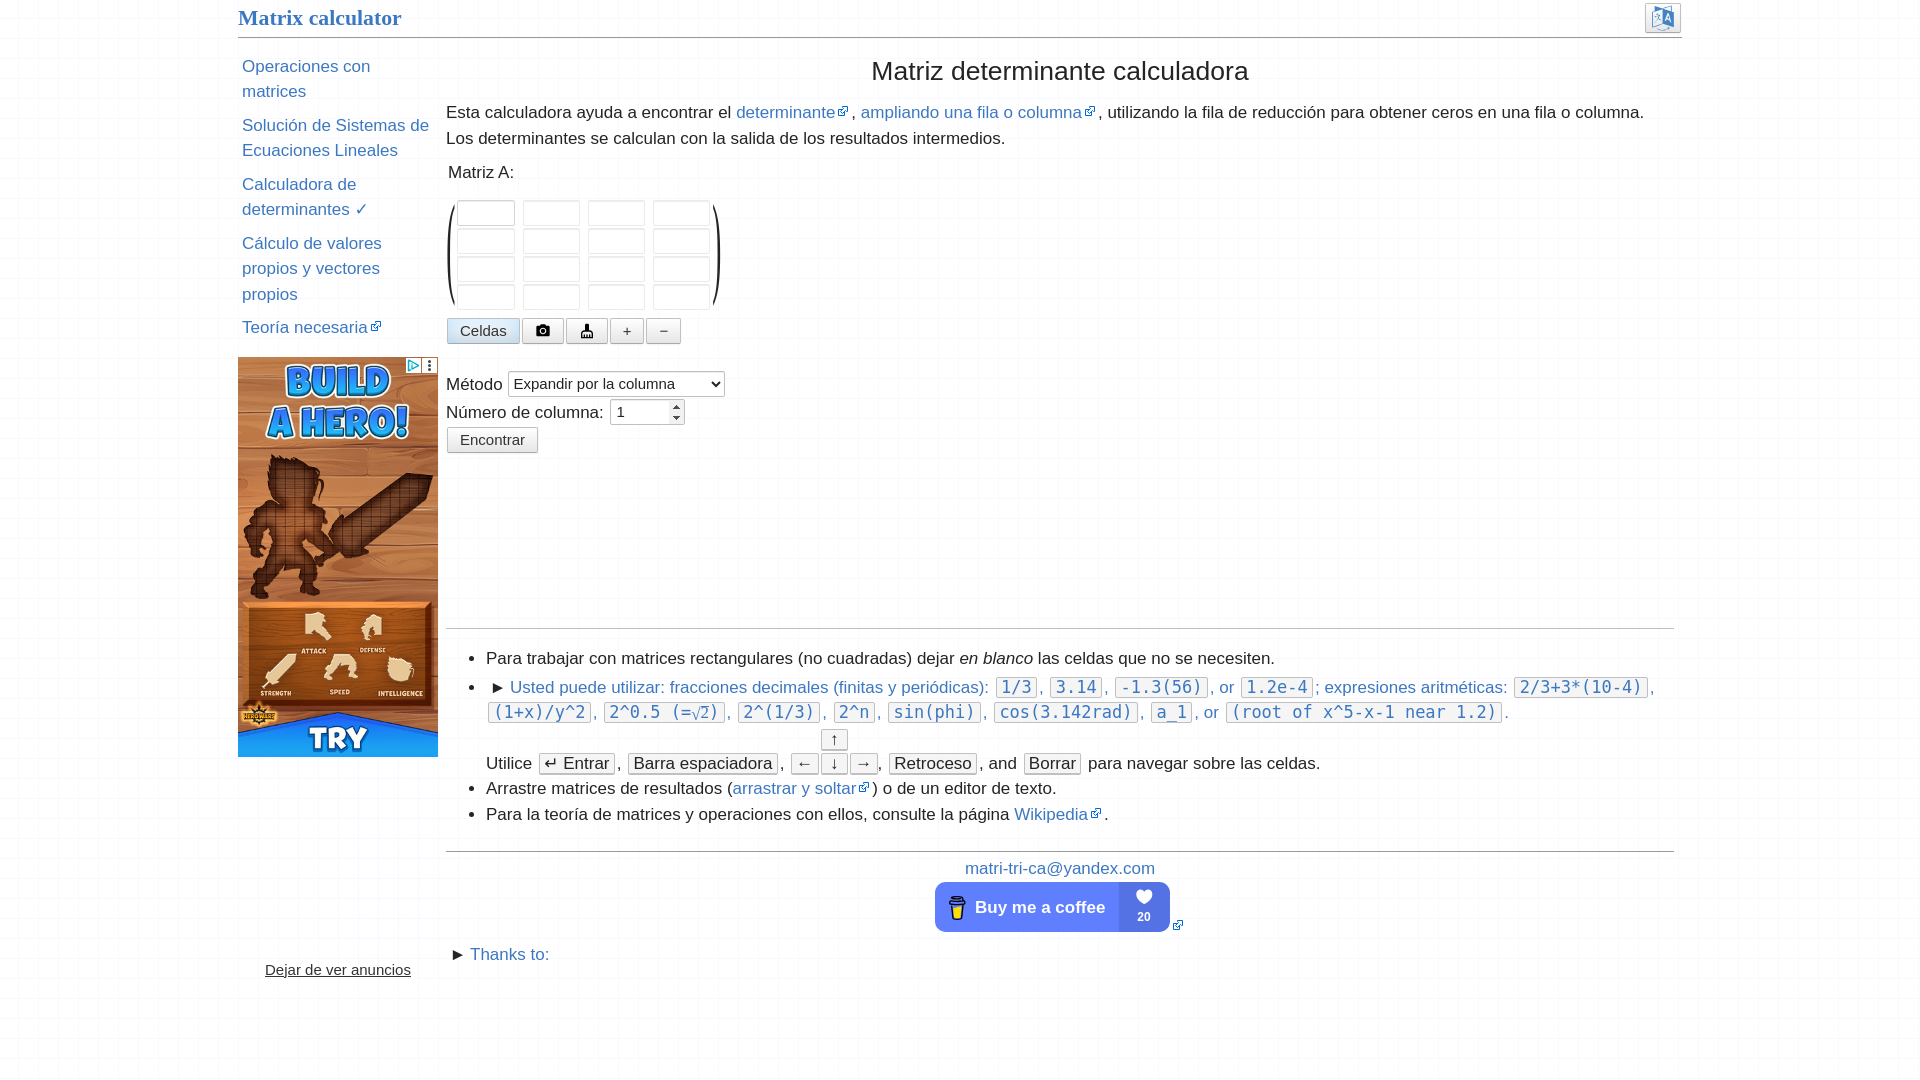 Matrix calculator
Operaciones con
matrices
Solución de Sistemas de
Ecuaciones Lineales
Calculadora de
determinantes ✓
Cálculo de valores
propios y vectores
propios
Teoría necesaria
BUILD
A HERO!
ATTACK
DEFENSE
STRENGTH
SPEED
INTELLIGENCE
HERO WARS
TRY
Dejar de ver anuncios
Matriz determinante calculadora
Esta calculadora ayuda a encontrar el determinante, ampliando una fila o columna, utilizando la fila de reducción para obtener ceros en una fila o columna.
Los determinantes se calculan con la salida de los resultados intermedios.
Matriz A:
Celdas + −
Método Expandir por la columna
Número de columna: 1
Encontrar
• Para trabajar con matrices rectangulares (no cuadradas) dejar en blanco las celdas que no se necesiten.
• ► Usted puede utilizar: fracciones decimales (finitas y periódicas): 1/3, 3.14, -1.3(56), or 1.2e-4; expresiones aritméticas: 2/3+3*(10-4),
(1+x)/y^2, 2^0.5 (=√2), 2^(1/3), 2^n, sin(phi), cos(3.142rad), a_1, or (root of x^5-x-1 near 1.2).
↑
Utilice ↵ Entrar, Barra espaciadora, ← ↓ →, Retroceso, and Borrar para navegar sobre las celdas.
• Arrastre matrices de resultados (arrastrar y soltar) o de un editor de texto.
• Para la teoría de matrices y operaciones con ellos, consulte la página Wikipedia.
matri-tri-ca@yandex.com
Buy me a coffee
20
► Thanks to: